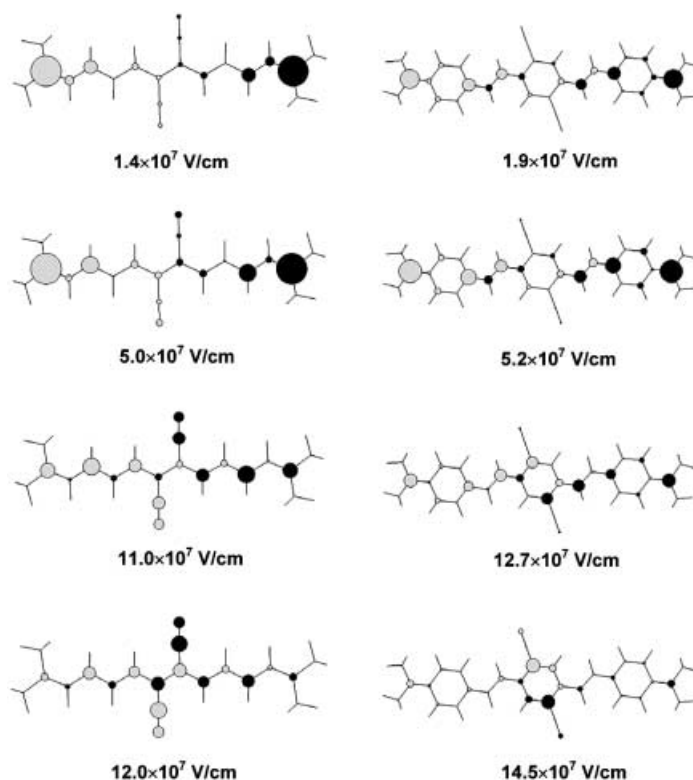 1.4×10⁷ V/cm
1.9×10⁷ V/cm
5.0×10⁷ V/cm
5.2×10⁷ V/cm
11.0×10⁷ V/cm
12.7×10⁷ V/cm
12.0×10⁷ V/cm
14.5×10⁷ V/cm